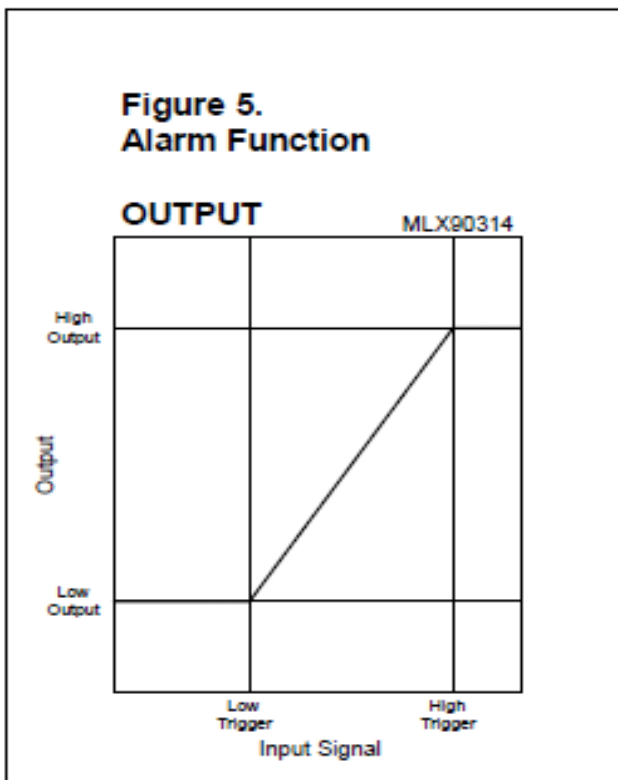 Figure 5.
Alarm Function
OUTPUT
MLX90314
High
Output
Output
Low
Output
Low
Trigger
High
Trigger
Input Signal